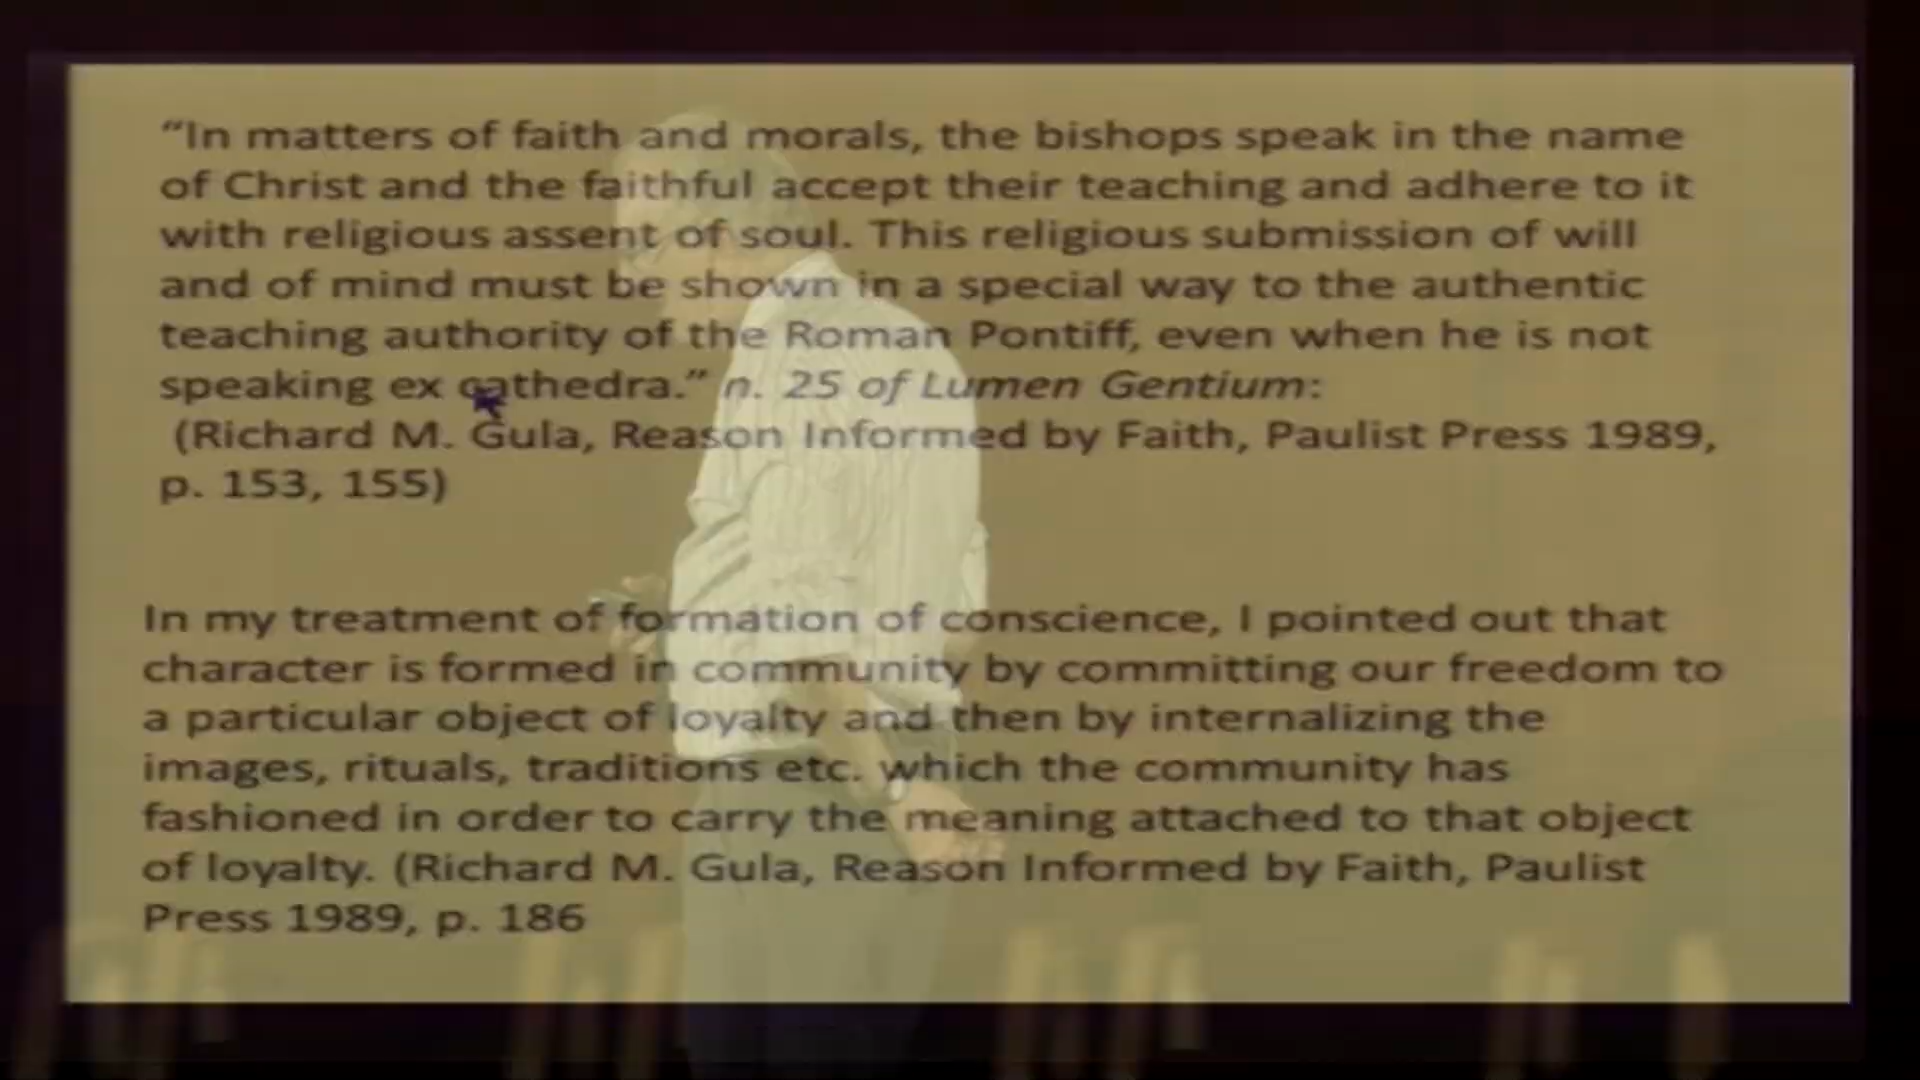 “In matters of faith and morals, the bishops speak in the name
of Christ and the faithful accept their teaching and adhere to it
with religious assent of soul. This religious submission of will
and of mind must be shown in a special way to the authentic
teaching authority of the Roman Pontiff, even when he is not
speaking ex cathedra.” n. 25 of Lumen Gentium:
(Richard M. Gula, Reason Informed by Faith, Paulist Press 1989,
p. 153, 155)
In my treatment of formation of conscience, I pointed out that
character is formed in community by committing our freedom to
a particular object of loyalty and then by internalizing the
images, rituals, traditions etc. which the community has
fashioned in order to carry the meaning attached to that object
of loyalty. (Richard M. Gula, Reason Informed by Faith, Paulist
Press 1989, p. 186